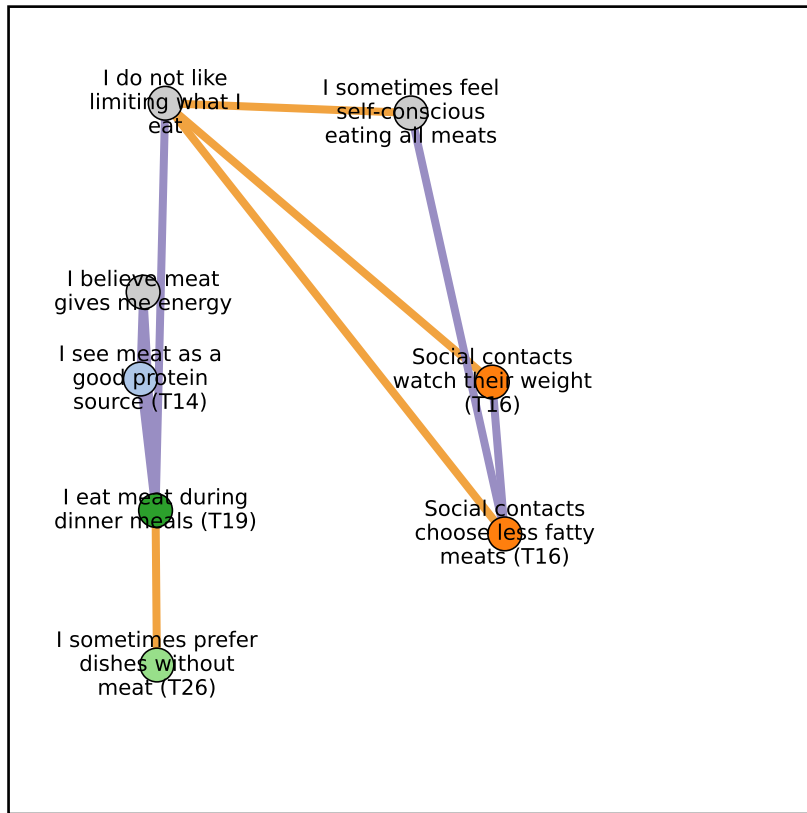 I do not like
limiting what I
eat
I sometimes feel
self-conscious
eating all meats
I believe meat
gives me energy
I see meat as a
good protein
source (T14)
Social contacts
watch their weight
(T16)
I eat meat during
dinner meals (T19)
Social contacts
choose less fatty
meats (T16)
I sometimes prefer
dishes without
meat (T26)